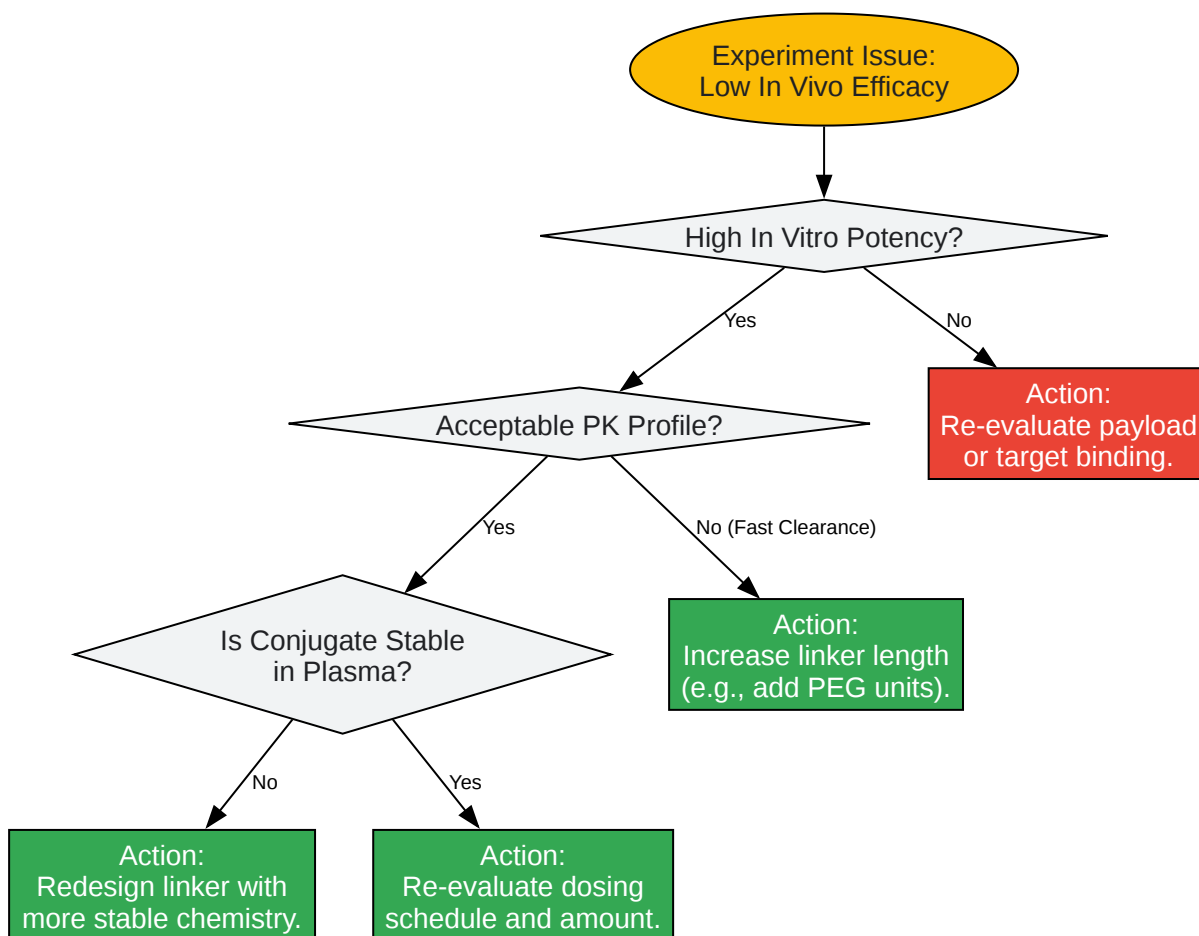 Experiment Issue:
Low In Vivo Efficacy
High In Vitro Potency?
Yes
No
Acceptable PK Profile?
Action:
Re-evaluate payload
or target binding.
Yes
No (Fast Clearance)
Is Conjugate Stable
in Plasma?
Action:
Increase linker length
(e.g., add PEG units).
No
Yes
Action:
Redesign linker with
more stable chemistry.
Action:
Re-evaluate dosing
schedule and amount.